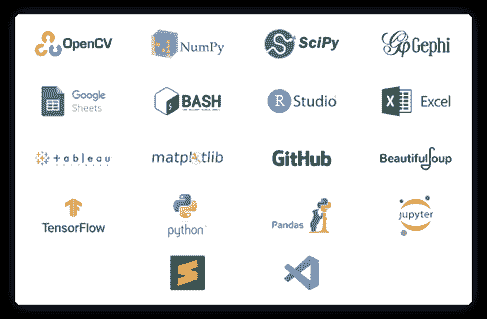 OpenCV
NumPy
SciPy
Gephi
Google
Sheets
BASH
R Studio
Excel
tableau
matplotlib
GitHub
BeautifulSoup
TensorFlow
python
Pandas
jupyter